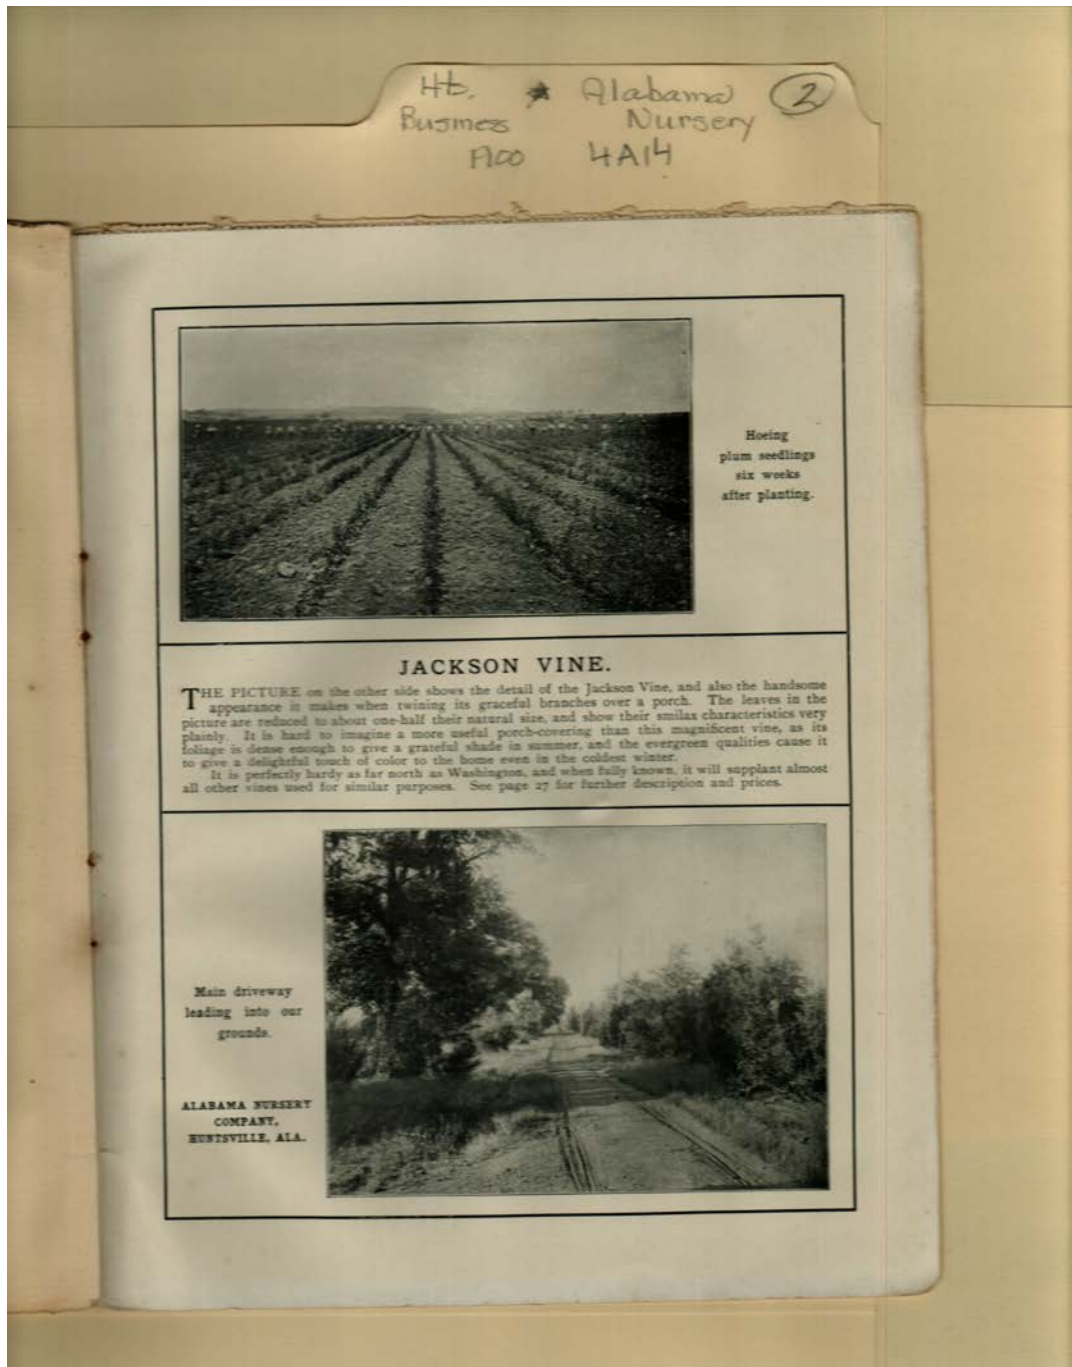 Hb. * Alabama 2
Business Nursery
4A14
Hoeing
plum seedlings
six weeks
after planting.
JACKSON VINE.
THE PICTURE on the other side shows the detail of the Jackson Vine, and also the handsome
appearance it makes when twining its graceful branches over a porch. The leaves in the
picture are reduced to about one-half their natural size, and show their smilax characteristics very
plainly. It is hard to imagine a more useful porch-covering than this magnificent vine, as its
foliage is dense enough to give a grateful shade in summer, and the evergreen qualities cause it
to give a delightful touch of color to the home even in the coldest winter.
It is perfectly hardy as far north as Washington, and when fully known, it will supplant almost
all other vines used for similar purposes. See page 27 for further description and prices.
Main driveway
leading into our
grounds.
ALABAMA NURSERY
COMPANY,
HUNTSVILLE, ALA.